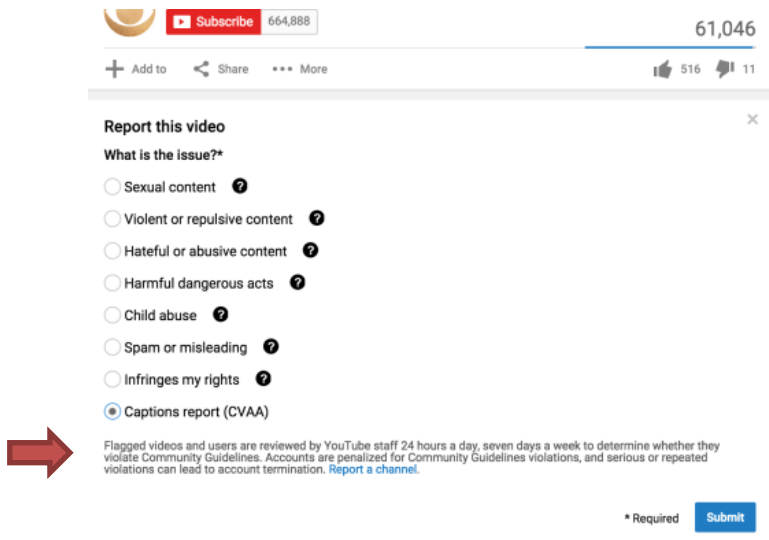 Subscribe 664,888
61,046
Add to Share More 516 11
Report this video
What is the issue?*
Sexual content ?
Violent or repulsive content ?
Hateful or abusive content ?
Harmful dangerous acts ?
Child abuse ?
Spam or misleading ?
Infringes my rights ?
Captions report (CVAA)
Flagged videos and users are reviewed by YouTube staff 24 hours a day, seven days a week to determine whether they
violate Community Guidelines. Accounts are penalized for Community Guidelines violations, and serious or repeated
violations can lead to account termination. Report a channel.
* Required Submit